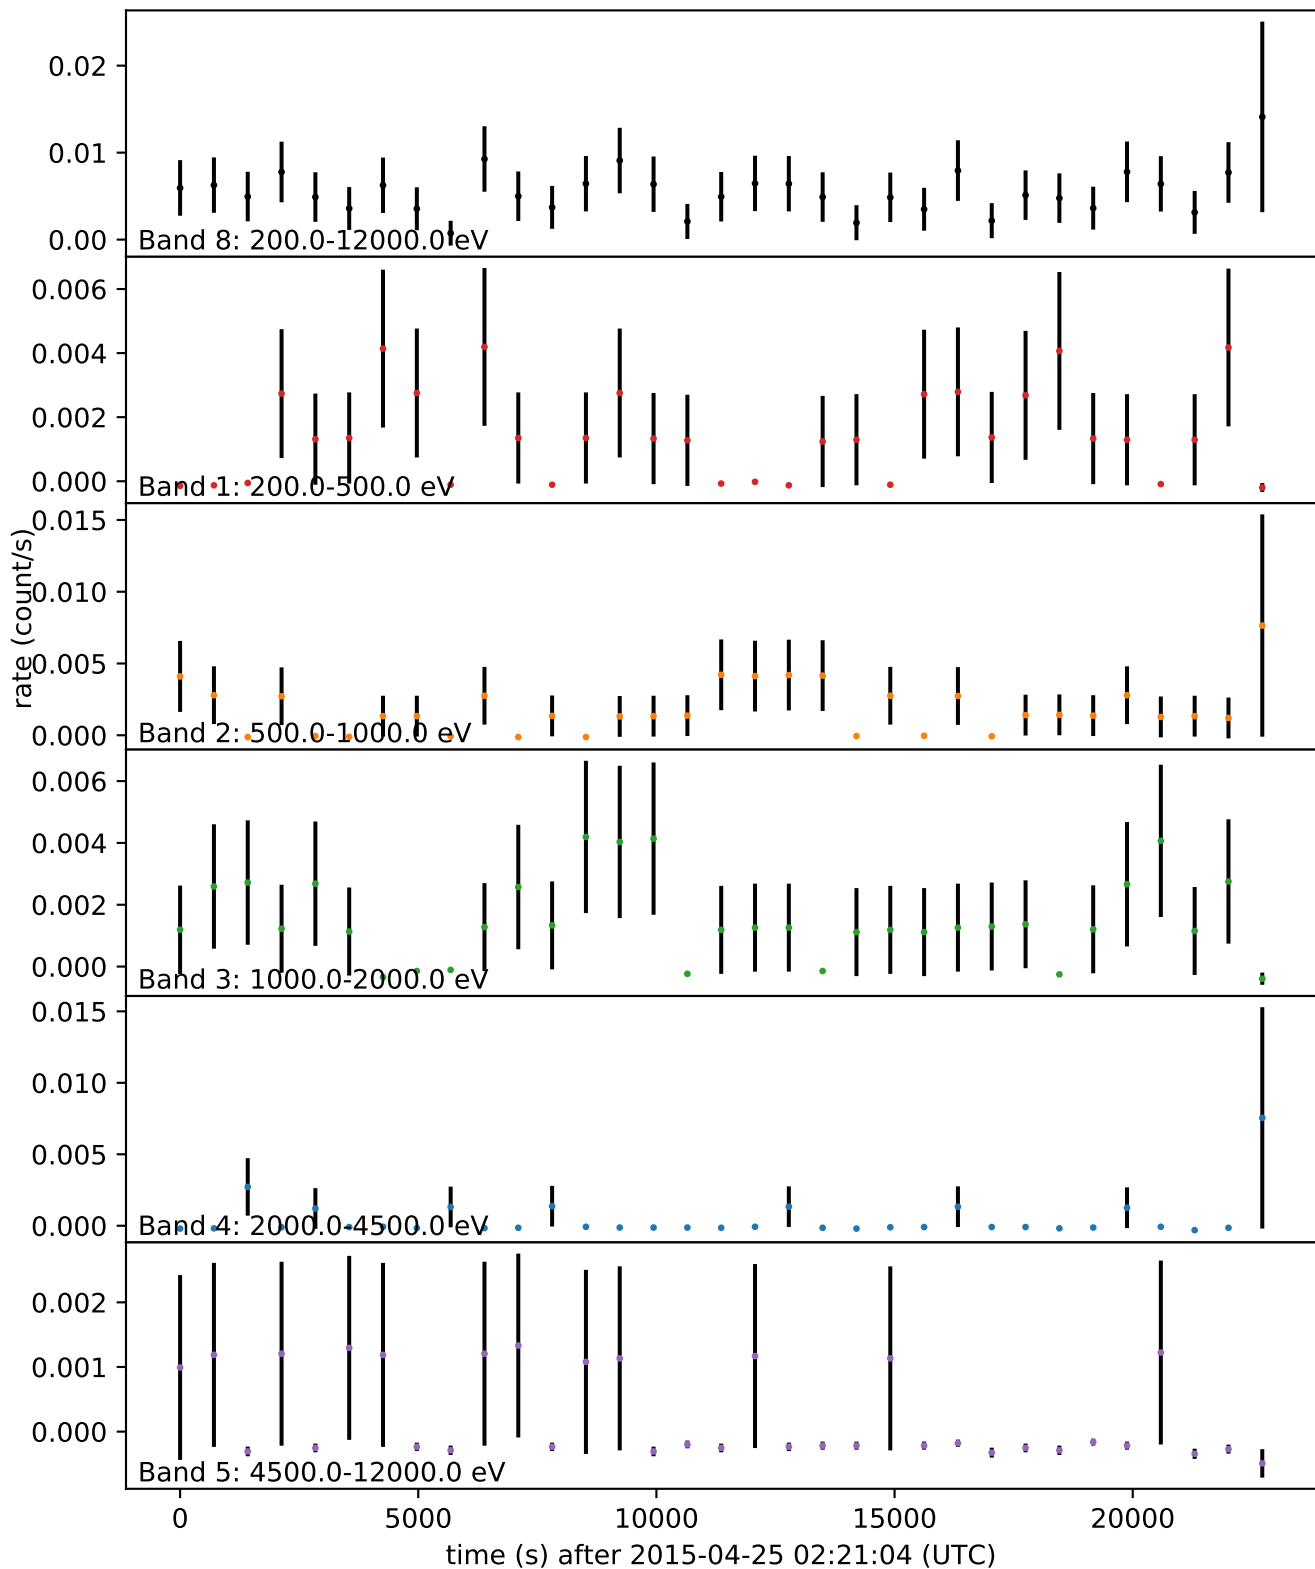 0.02
0.01
0.00
Band 8: 200.0-12000.0 eV
0.006
0.004
0.002
0.000
Band 1: 200.0-500.0 eV
0.015
0.010
0.005
0.000
Band 2: 500.0-1000.0 eV
rate (count/s)
0.006
0.004
0.002
0.000
Band 3: 1000.0-2000.0 eV
0.015
0.010
0.005
0.000
Band 4: 2000.0-4500.0 eV
0.002
0.001
0.000
Band 5: 4500.0-12000.0 eV
0 5000 10000 15000 20000
time (s) after 2015-04-25 02:21:04 (UTC)